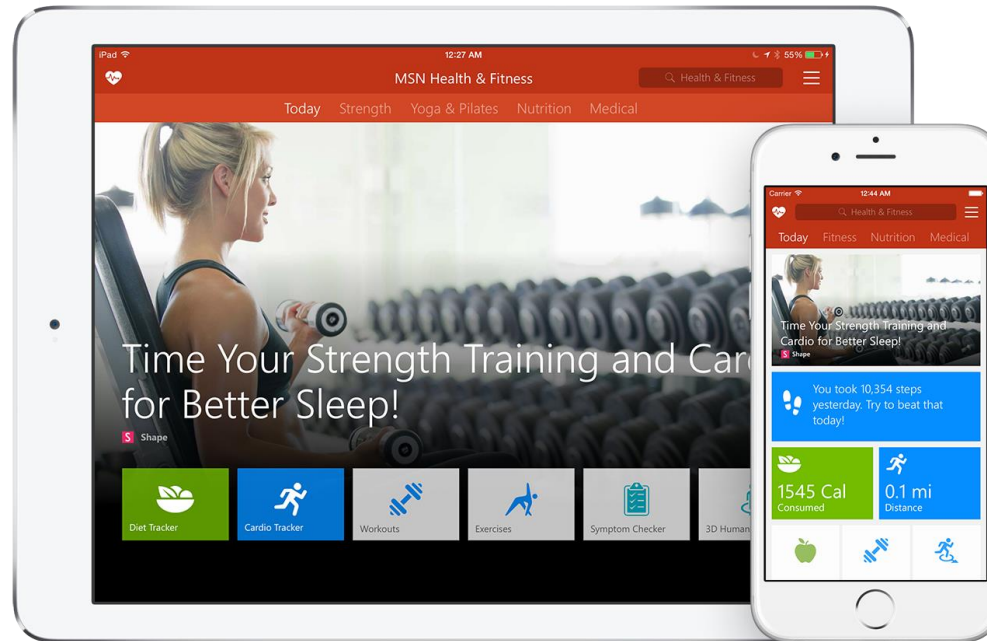 iPad
12:27 AM
55%
MSN Health & Fitness
Health & Fitness
Today Strength Yoga & Pilates Nutrition Medical
Time Your Strength Training and Car
for Better Sleep!
S Shape
Diet Tracker
Cardio Tracker
Workouts
Exercises
Symptom Checker
3D Human
Carrier
12:44 AM
Health & Fitness
Today Fitness Nutrition Medical
Time Your Strength Training and
Cardio for Better Sleep!
S Shape
You took 10,354 steps
yesterday. Try to beat that
today!
1545 Cal
Consumed
0.1 mi
Distance